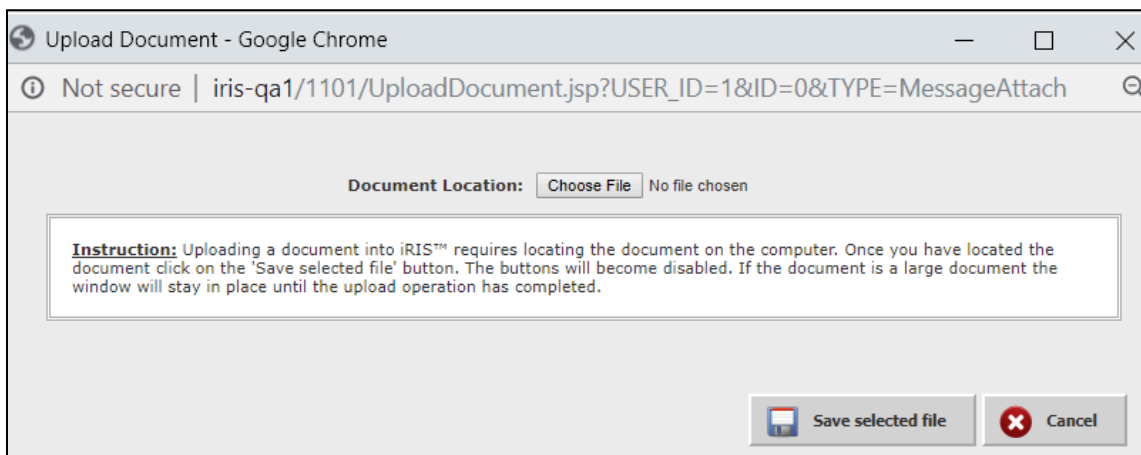 Upload Document - Google Chrome
Not secure | iris-qa1/1101/UploadDocument.jsp?USER_ID=1&ID=0&TYPE=MessageAttach
Document Location: Choose File No file chosen
Instruction: Uploading a document into iRIS™ requires locating the document on the computer. Once you have located the
document click on the 'Save selected file' button. The buttons will become disabled. If the document is a large document the
window will stay in place until the upload operation has completed.
Save selected file Cancel